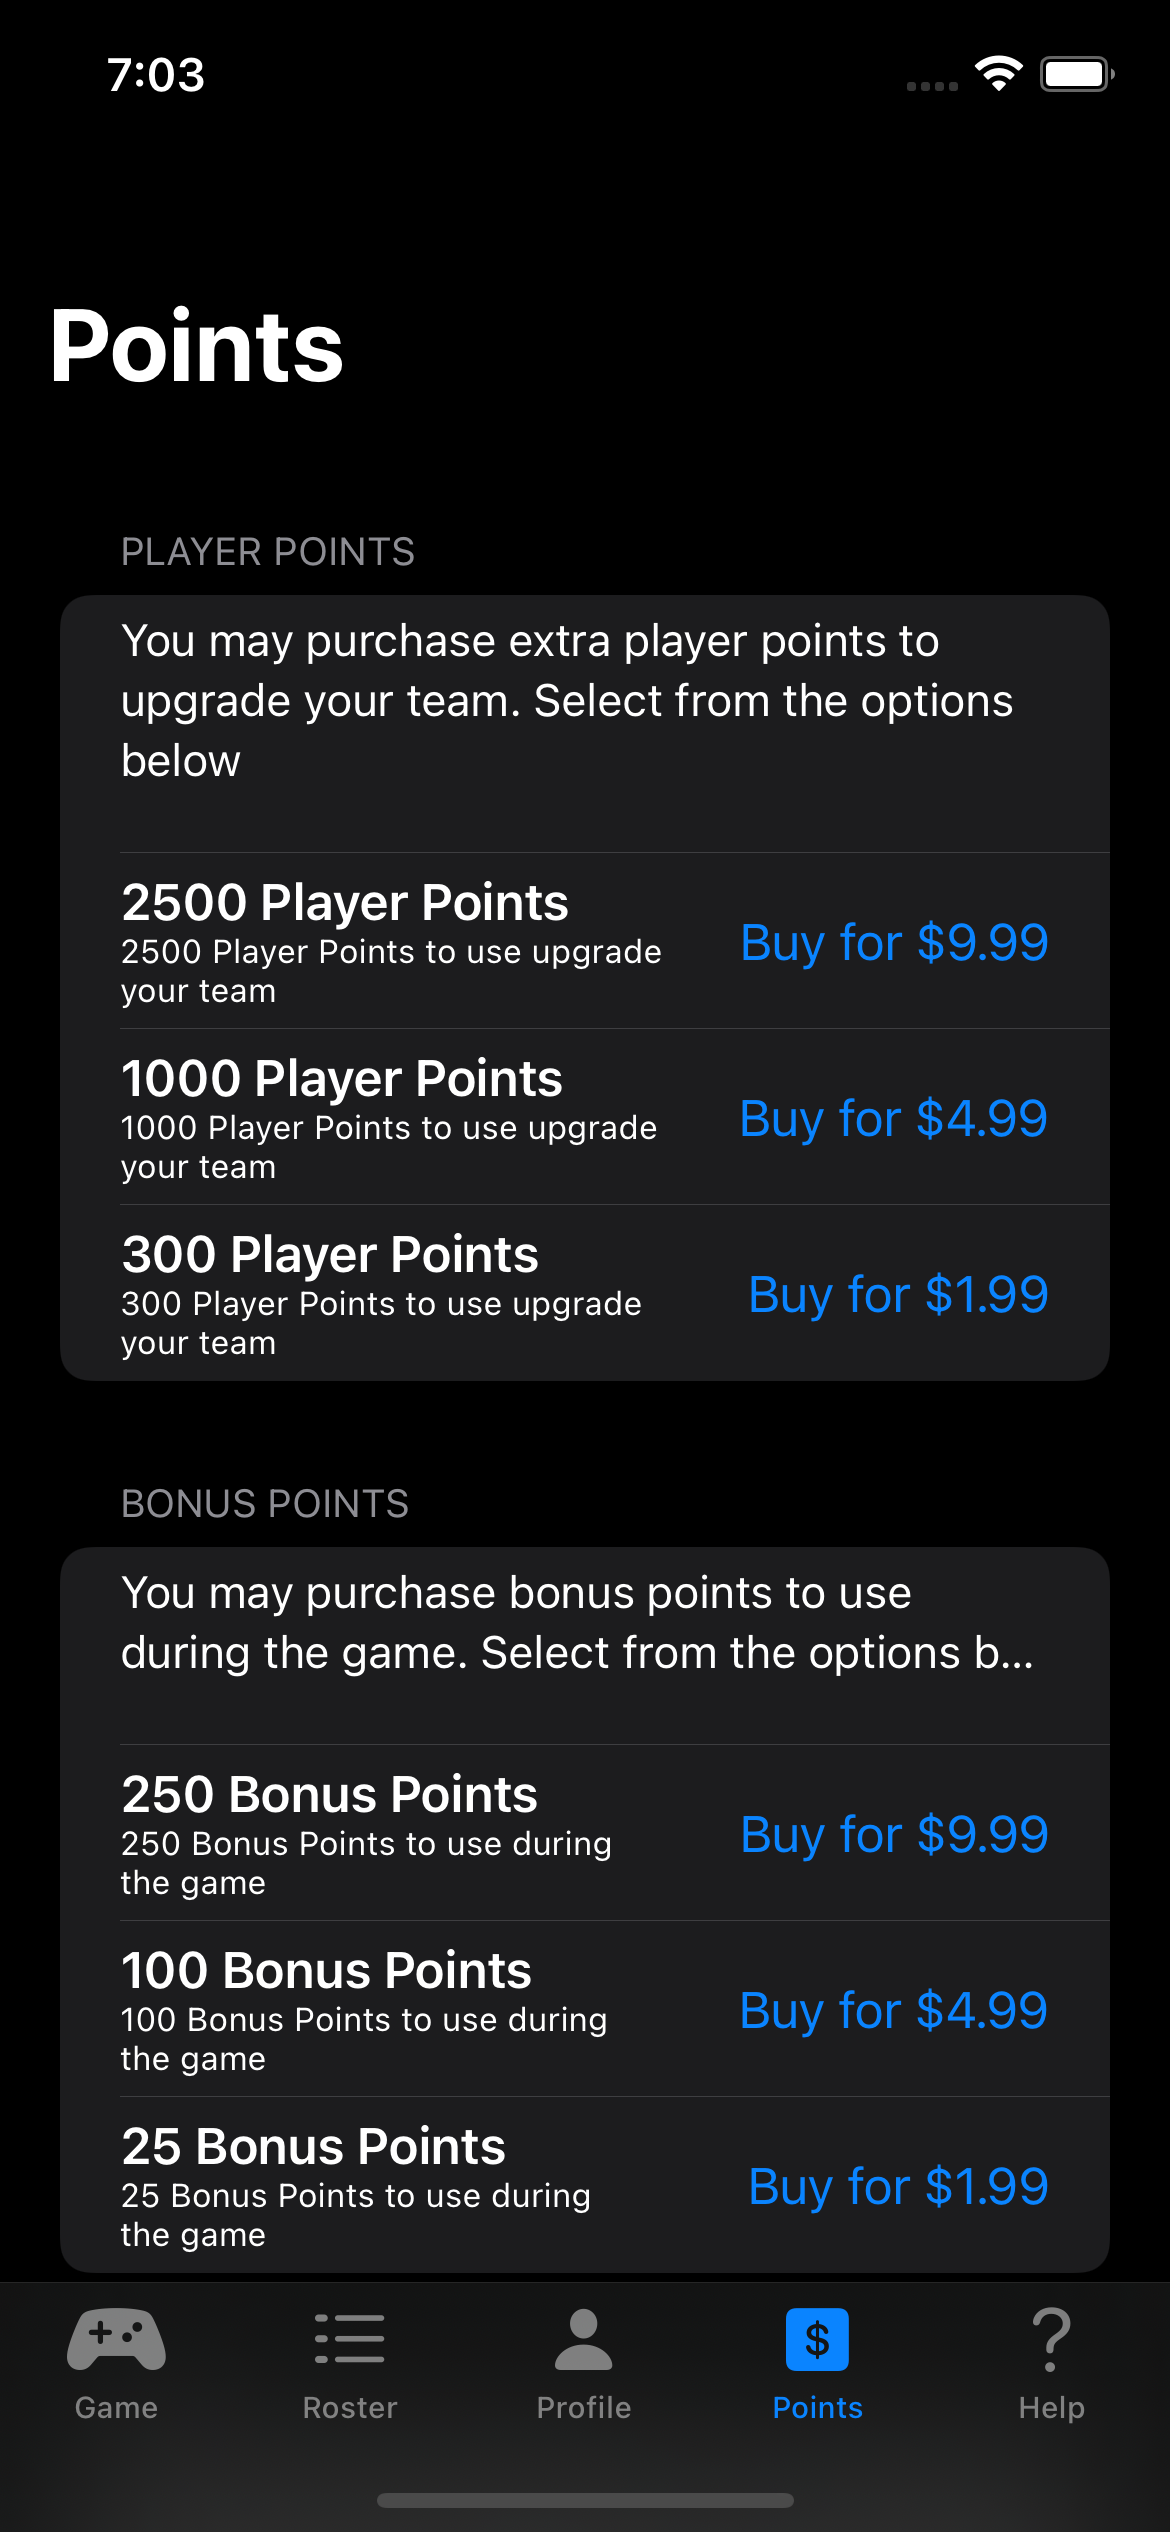 7:03
Points
PLAYER POINTS
You may purchase extra player points to
upgrade your team. Select from the options
below
2500 Player Points
2500 Player Points to use upgrade
your team
Buy for $9.99
1000 Player Points
1000 Player Points to use upgrade
your team
Buy for $4.99
300 Player Points
300 Player Points to use upgrade
your team
Buy for $1.99
BONUS POINTS
You may purchase bonus points to use
during the game. Select from the options b...
250 Bonus Points
250 Bonus Points to use during
the game
Buy for $9.99
100 Bonus Points
100 Bonus Points to use during
the game
Buy for $4.99
25 Bonus Points
25 Bonus Points to use during
the game
Buy for $1.99
Game
Roster
Profile
$
Points
?
Help